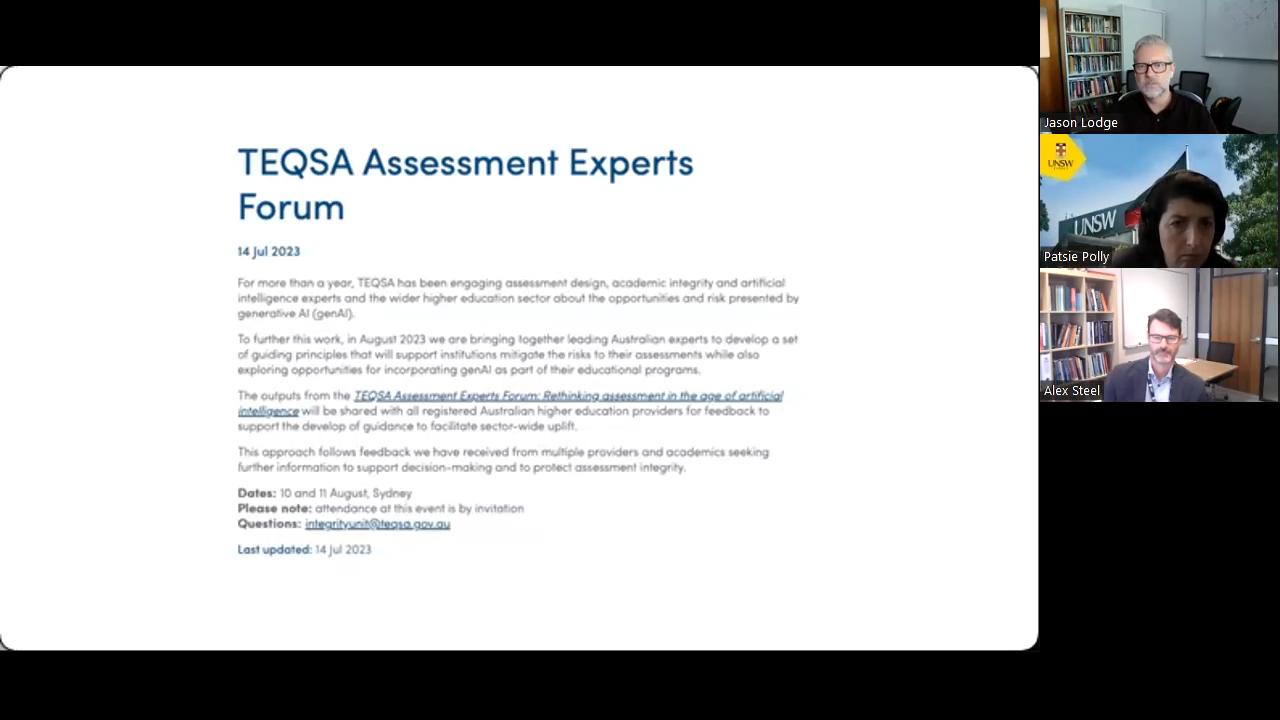 TEQSA Assessment Experts
Forum
14 Jul 2023
For more than a year, TEQSA has been engaging assessment design, academic integrity and artificial
intelligence experts and the wider higher education sector about the opportunities and risk presented by
generative AI (genAI).
To further this work, in August 2023 we are bringing together leading Australian experts to develop a set
of guiding principles that will support institutions mitigate the risks to their assessments while also
exploring opportunities for incorporating genAI as part of their educational programs.
The outputs from the TEQSA Assessment Experts Forum: Rethinking assessment in the age of artificial
intelligence will be shared with all registered Australian higher education providers for feedback to
support the develop of guidance to facilitate sector-wide uplift.
This approach follows feedback we have received from multiple providers and academics seeking
further information to support decision-making and to protect assessment integrity.
Dates: 10 and 11 August, Sydney
Please note: attendance at this event is by invitation
Questions: integrityunit@teqsa.gov.au
Last updated: 14 Jul 2023
Jason Lodge
UNSW
UNSW
Patsie Polly
Alex Steel